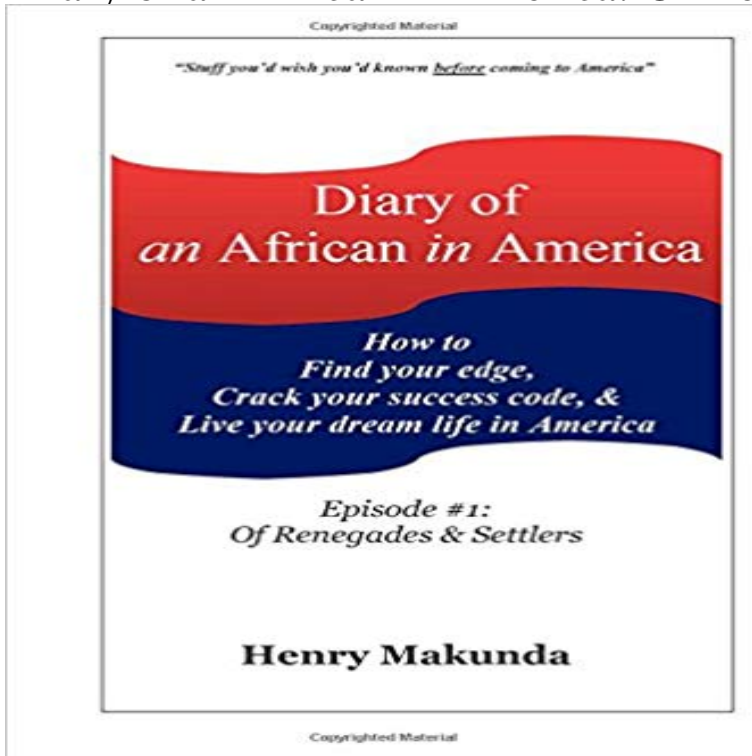 Copyrighted Material
"Stuff you'd wish you'd known before coming to America"
Diary of
an African in America
How to
Find your edge,
Crack your success code, &
Live your dream life in America
Episode #1:
Of Renegades & Settlers
Henry Makunda
Copyrighted Material